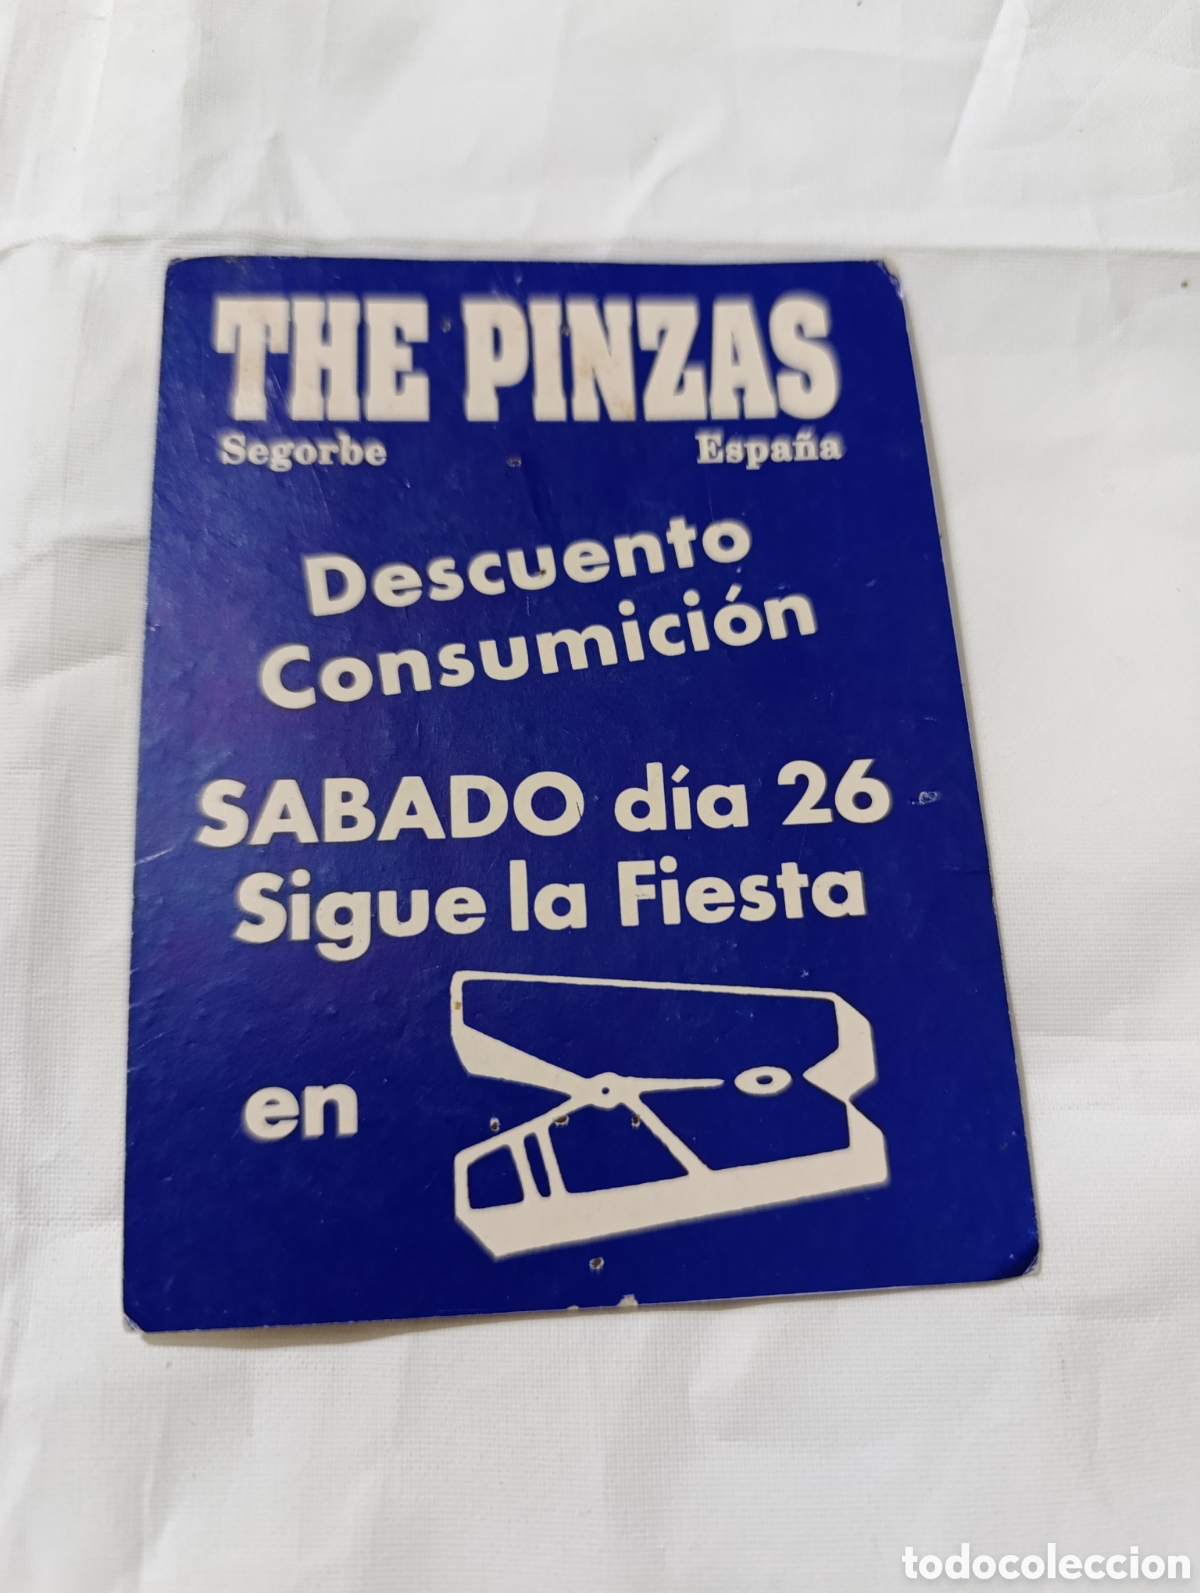 THE PINZAS
Segorbe España
Descuento
Consumición
SABADO día 26
Sigue la Fiesta
en
todocoleccion